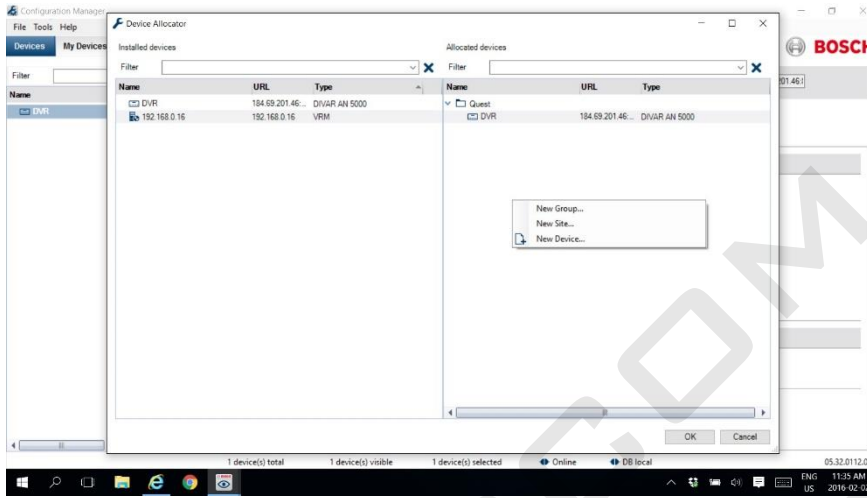 Configuration Manager
File Tools Help
Devices My Devices
BOSCH
Filter
Name
DVR
Device Allocator
Installed devices
Filter
Name URL Type
DVR 184.69.201.46:... DIVAR AN 5000
192.168.0.16 192.168.0.16 VRM
Allocated devices
Filter
Name URL Type
Quest
DVR 184.69.201.46:... DIVAR AN 5000
New Group...
New Site...
New Device...
OK Cancel
1 device(s) total 1 device(s) visible 1 device(s) selected Online DB local 05.32.0112.0
ENG 11:35 AM
US 2016-02-02
COM